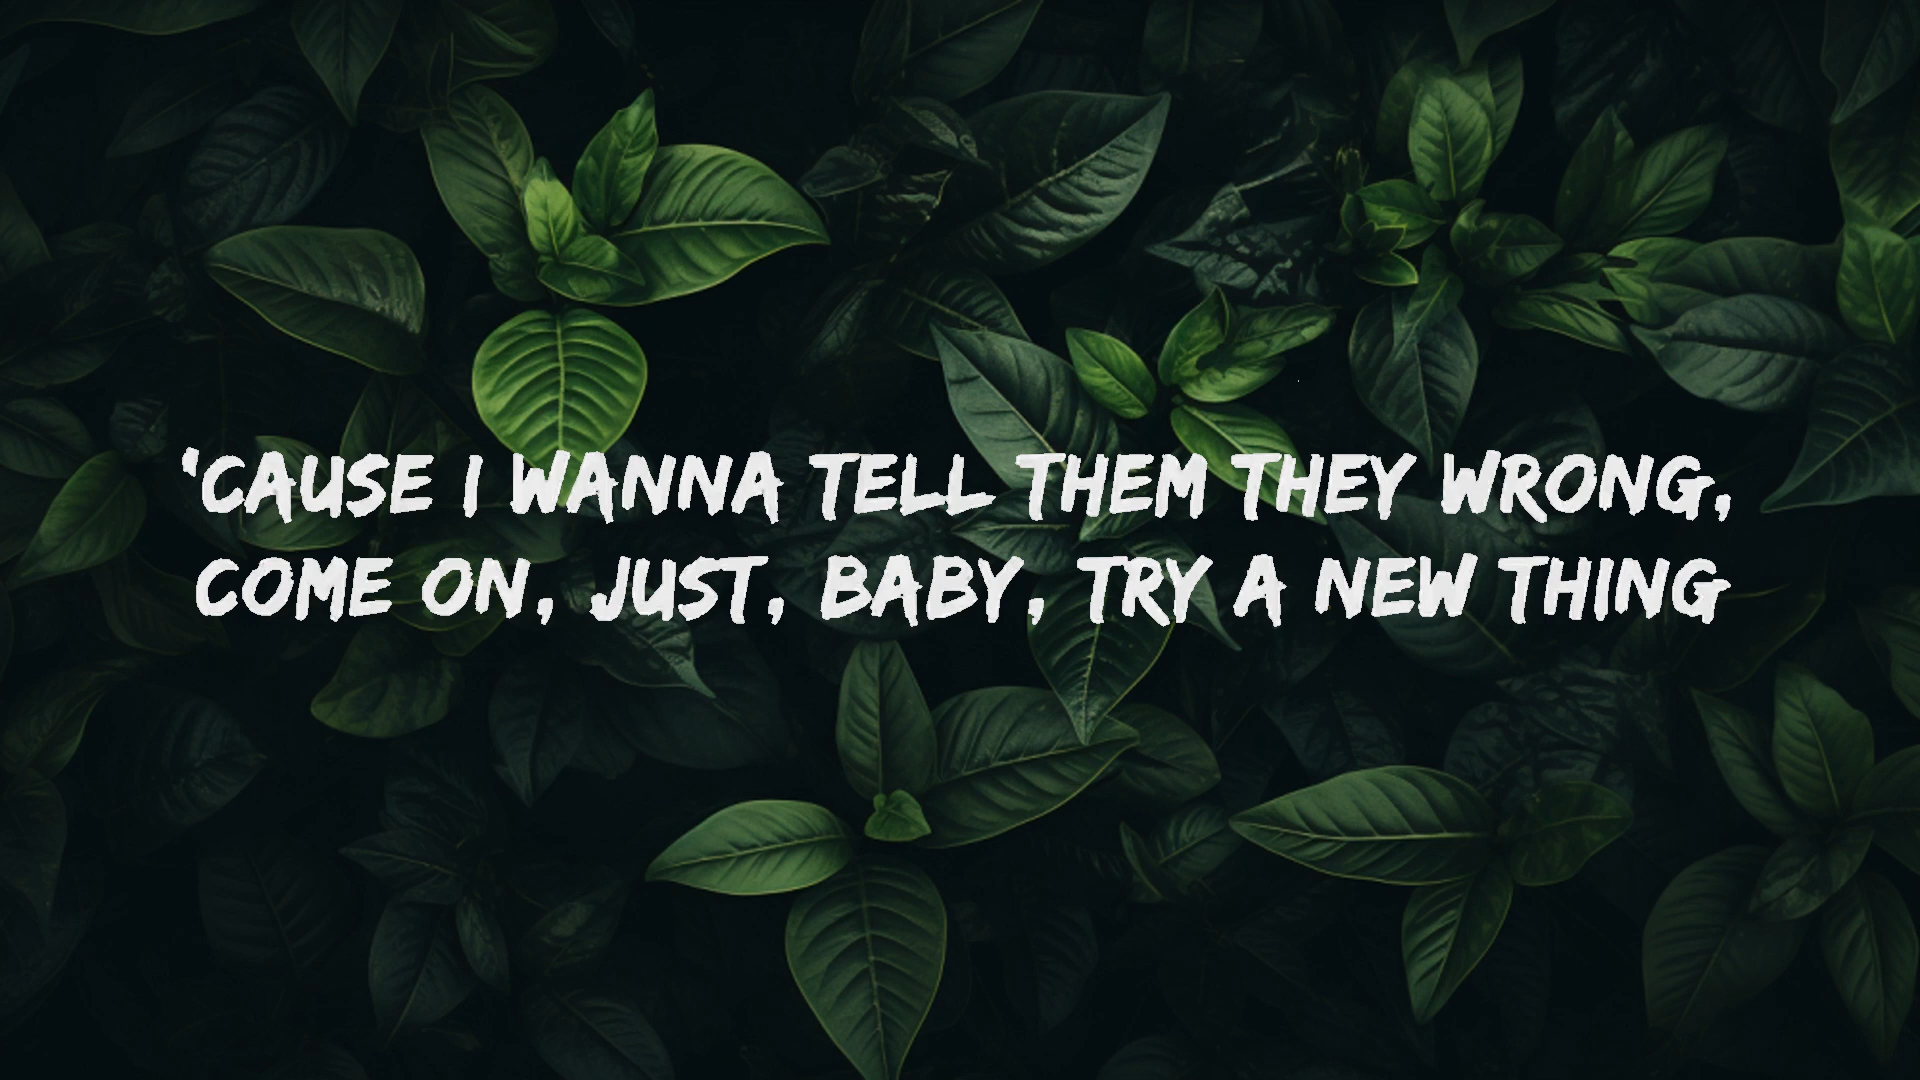 'CAUSE I WANNA TELL THEM THEY WRONG,
COME ON, JUST, BABY, TRY A NEW THING